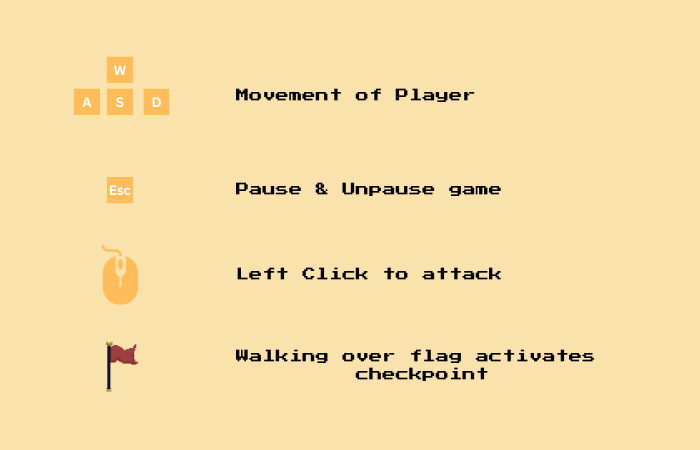 W
A S D
Movement of Player
Esc
Pause & Unpause game
Left Click to attack
Walking over flag activates
checkpoint